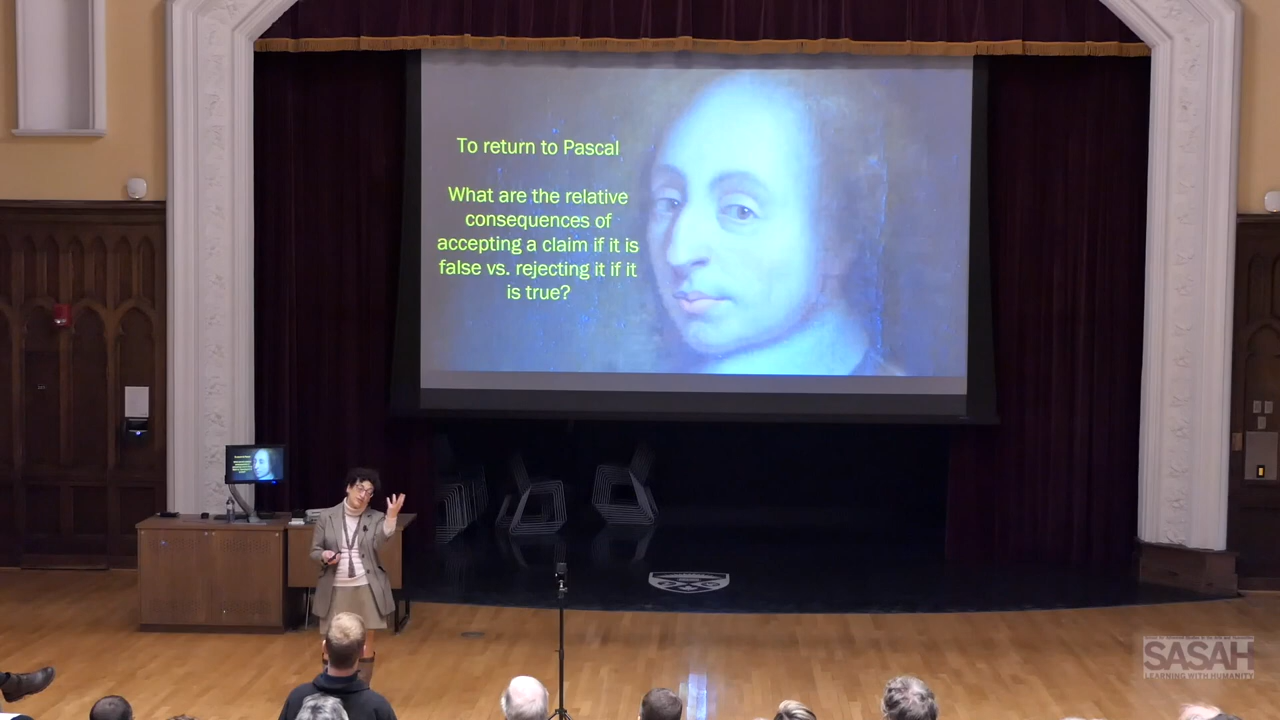 To return to Pascal
What are the relative
consequences of
accepting a claim if it is
false vs. rejecting it if it
is true?
SASAH
LEARNING WITH HUMANITY